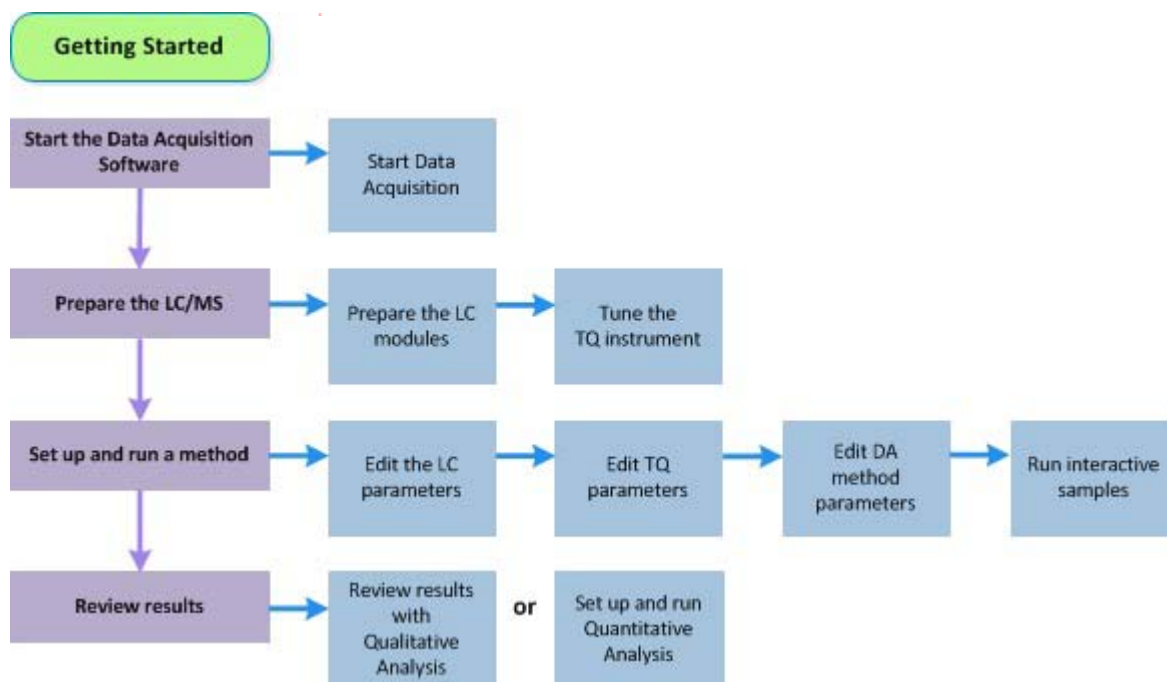 Getting Started
Start the Data Acquisition
Software
Start Data
Acquisition
Prepare the LC/MS
Prepare the LC
modules
Tune the
TQ instrument
Set up and run a method
Edit the LC
parameters
Edit TQ
parameters
Edit DA
method
parameters
Run interactive
samples
Review results
Review results
with
Qualitative
Analysis
or
Set up and run
Quantitative
Analysis